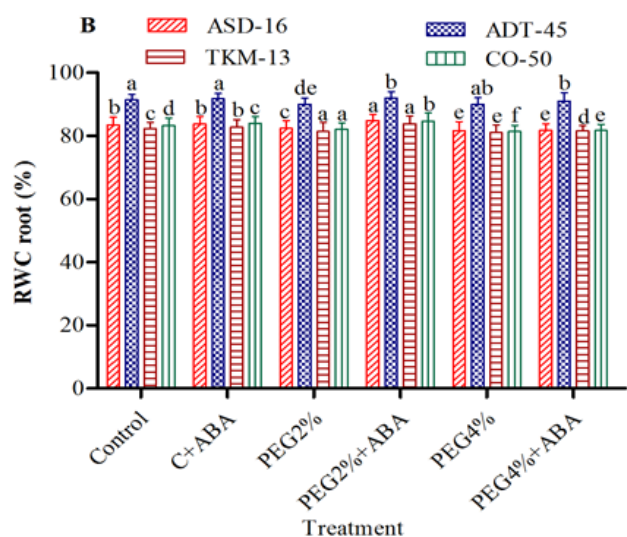 B
ASD-16
ADT-45
TKM-13
CO-50
RWC root (%)
100
80
60
40
20
0
b a c d
b a b c
c de a a
a b a b
e ab e f
e b d e
Control
C+ABA
PEG2%
PEG2%+ABA
PEG4%
PEG4%+ABA
Treatment